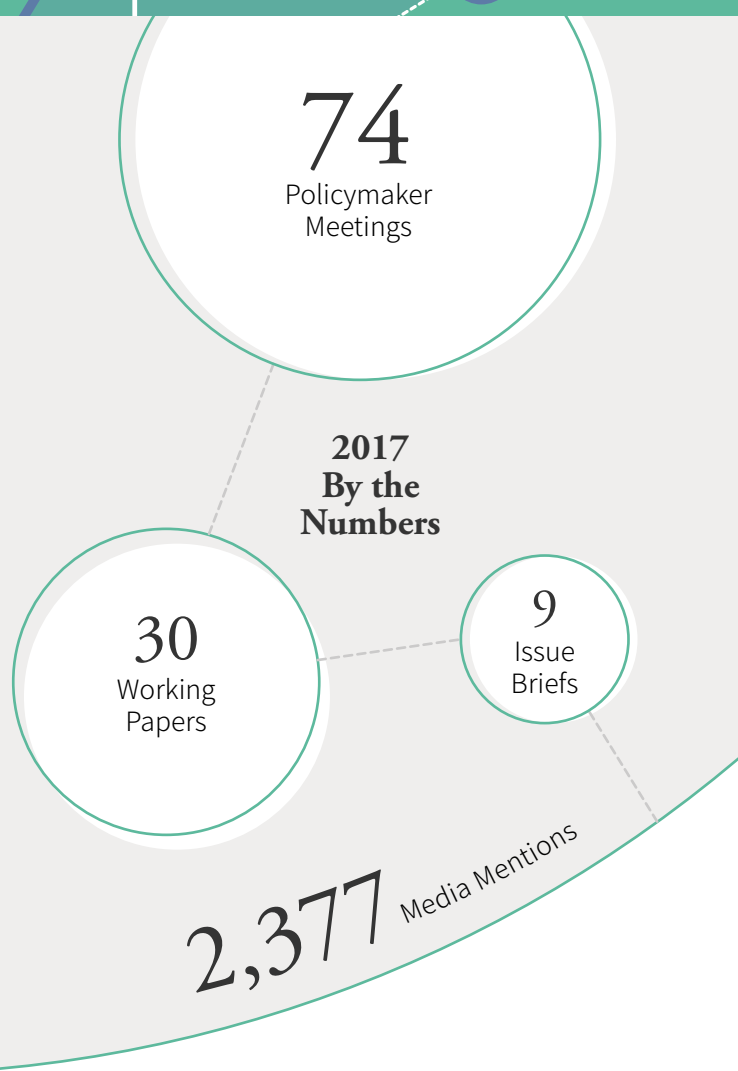 74
Policymaker
Meetings
2017
By the
Numbers
30
Working
Papers
9
Issue
Briefs
2,377 Media Mentions